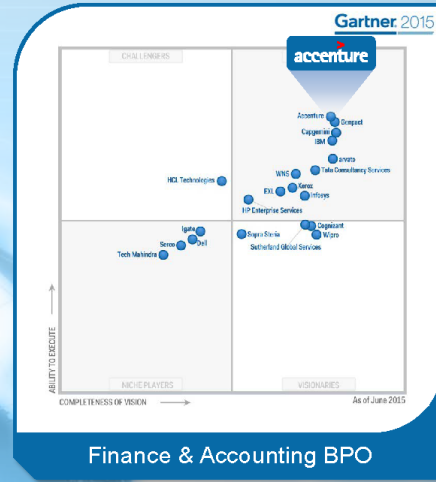 Gartner 2015
CHALLENGERS
accenture
Accenture
Genpact
Capgemini
IBM
arvato
Tata Consultancy Services
WNS
HCL Technologies
Xerox
EXL
Infosys
HP Enterprise Services
Igate
Cognizant
Serco
Dell
Sopra Steria
Wipro
Tech Mahindra
Sutherland Global Services
ABILITY TO EXECUTE
NICHE PLAYERS
VISIONARIES
COMPLETENESS OF VISION
As of June 2015
Finance & Accounting BPO